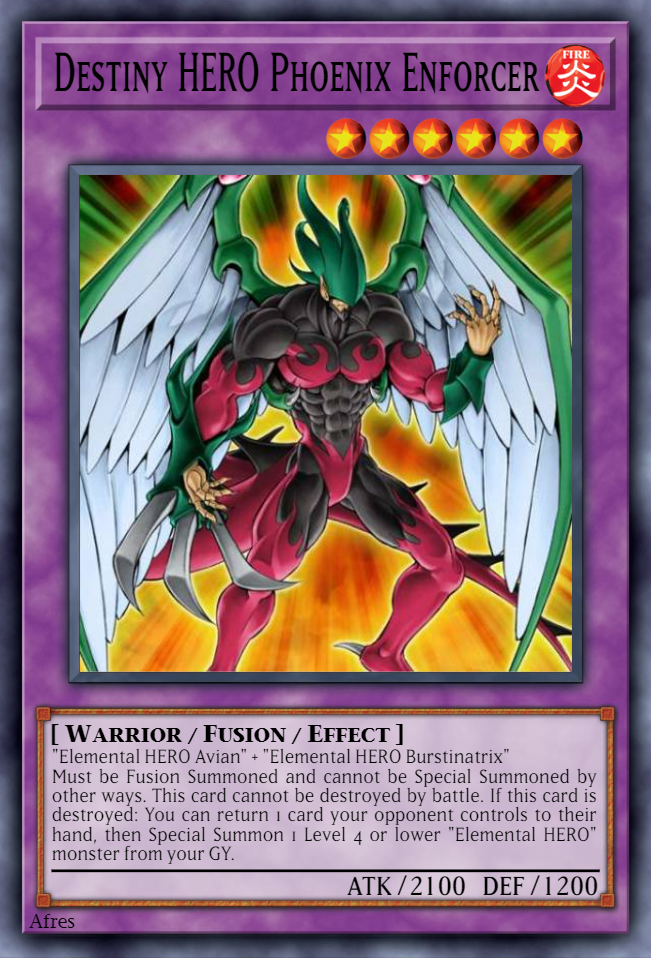 Destiny HERO Phoenix Enforcer
FIRE
炎
[ Warrior / Fusion / Effect ]
"Elemental HERO Avian" + "Elemental HERO Burstinatrix"
Must be Fusion Summoned and cannot be Special Summoned by
other ways. This card cannot be destroyed by battle. If this card is
destroyed: You can return 1 card your opponent controls to their
hand, then Special Summon 1 Level 4 or lower "Elemental HERO"
monster from your GY.
ATK/2100 DEF/1200
Afres